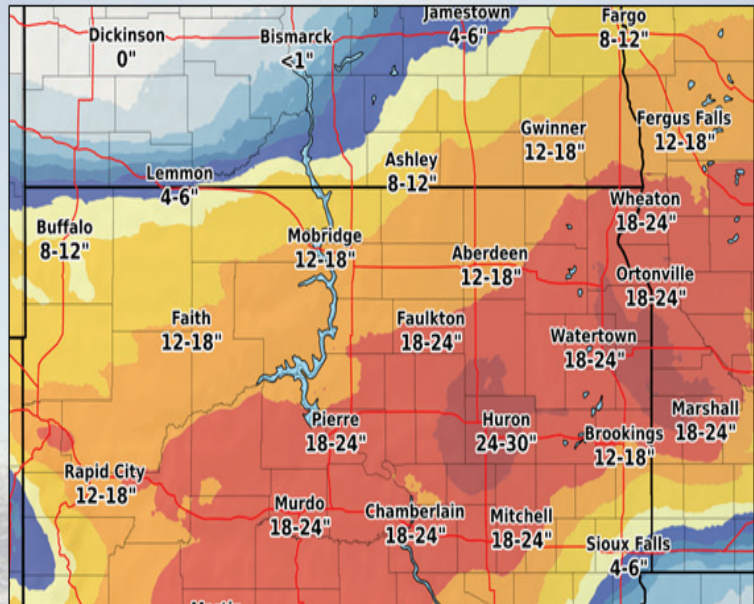 Jamestown
4-6"
Fargo
8-12"
Dickinson
0"
Bismarck
<1"
Gwinner
12-18"
Fergus Falls
12-18"
Ashley
8-12"
Lemmon
4-6"
Wheaton
18-24"
Buffalo
8-12"
Mobridge
12-18"
Aberdeen
12-18"
Ortonville
18-24"
Faith
12-18"
Faulkton
18-24"
Watertown
18-24"
Marshall
18-24"
Pierre
18-24"
Huron
24-30"
Brookings
12-18"
Rapid City
12-18"
Murdo
18-24"
Chamberlain
18-24"
Mitchell
18-24"
Sioux Falls
4-6"